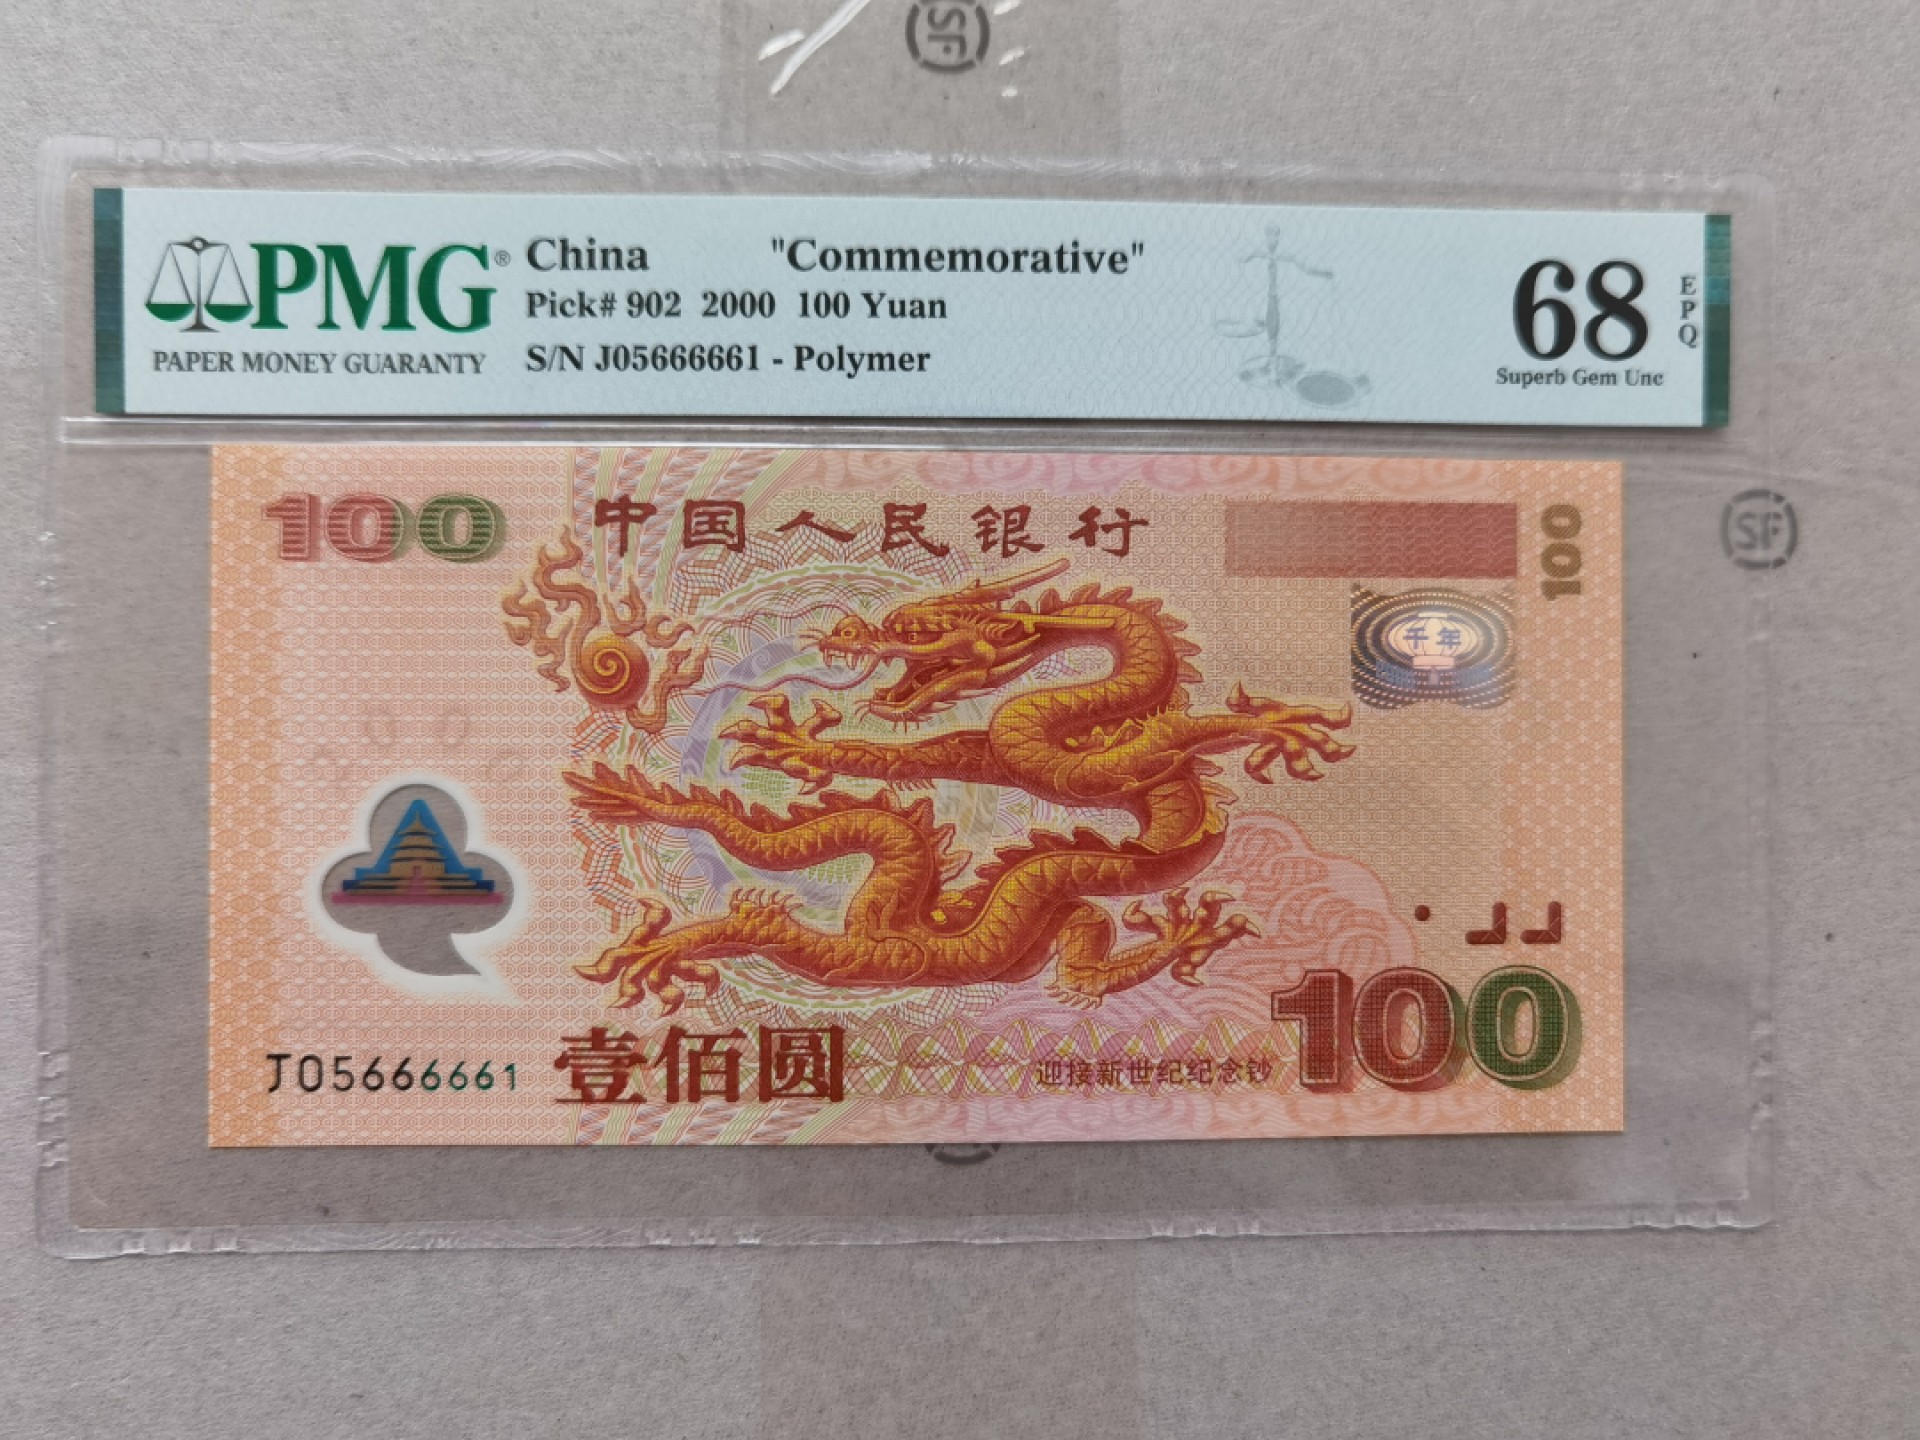 SF
PMG®
PAPER MONEY GUARANTY
China "Commemorative"
Pick# 902 2000 100 Yuan
S/N J05666661 - Polymer
68
EPQ
Superb Gem Unc
100
中国人民银行
100
千年
SF
J05666661
壹佰圆
迎接新世纪纪念钞
100